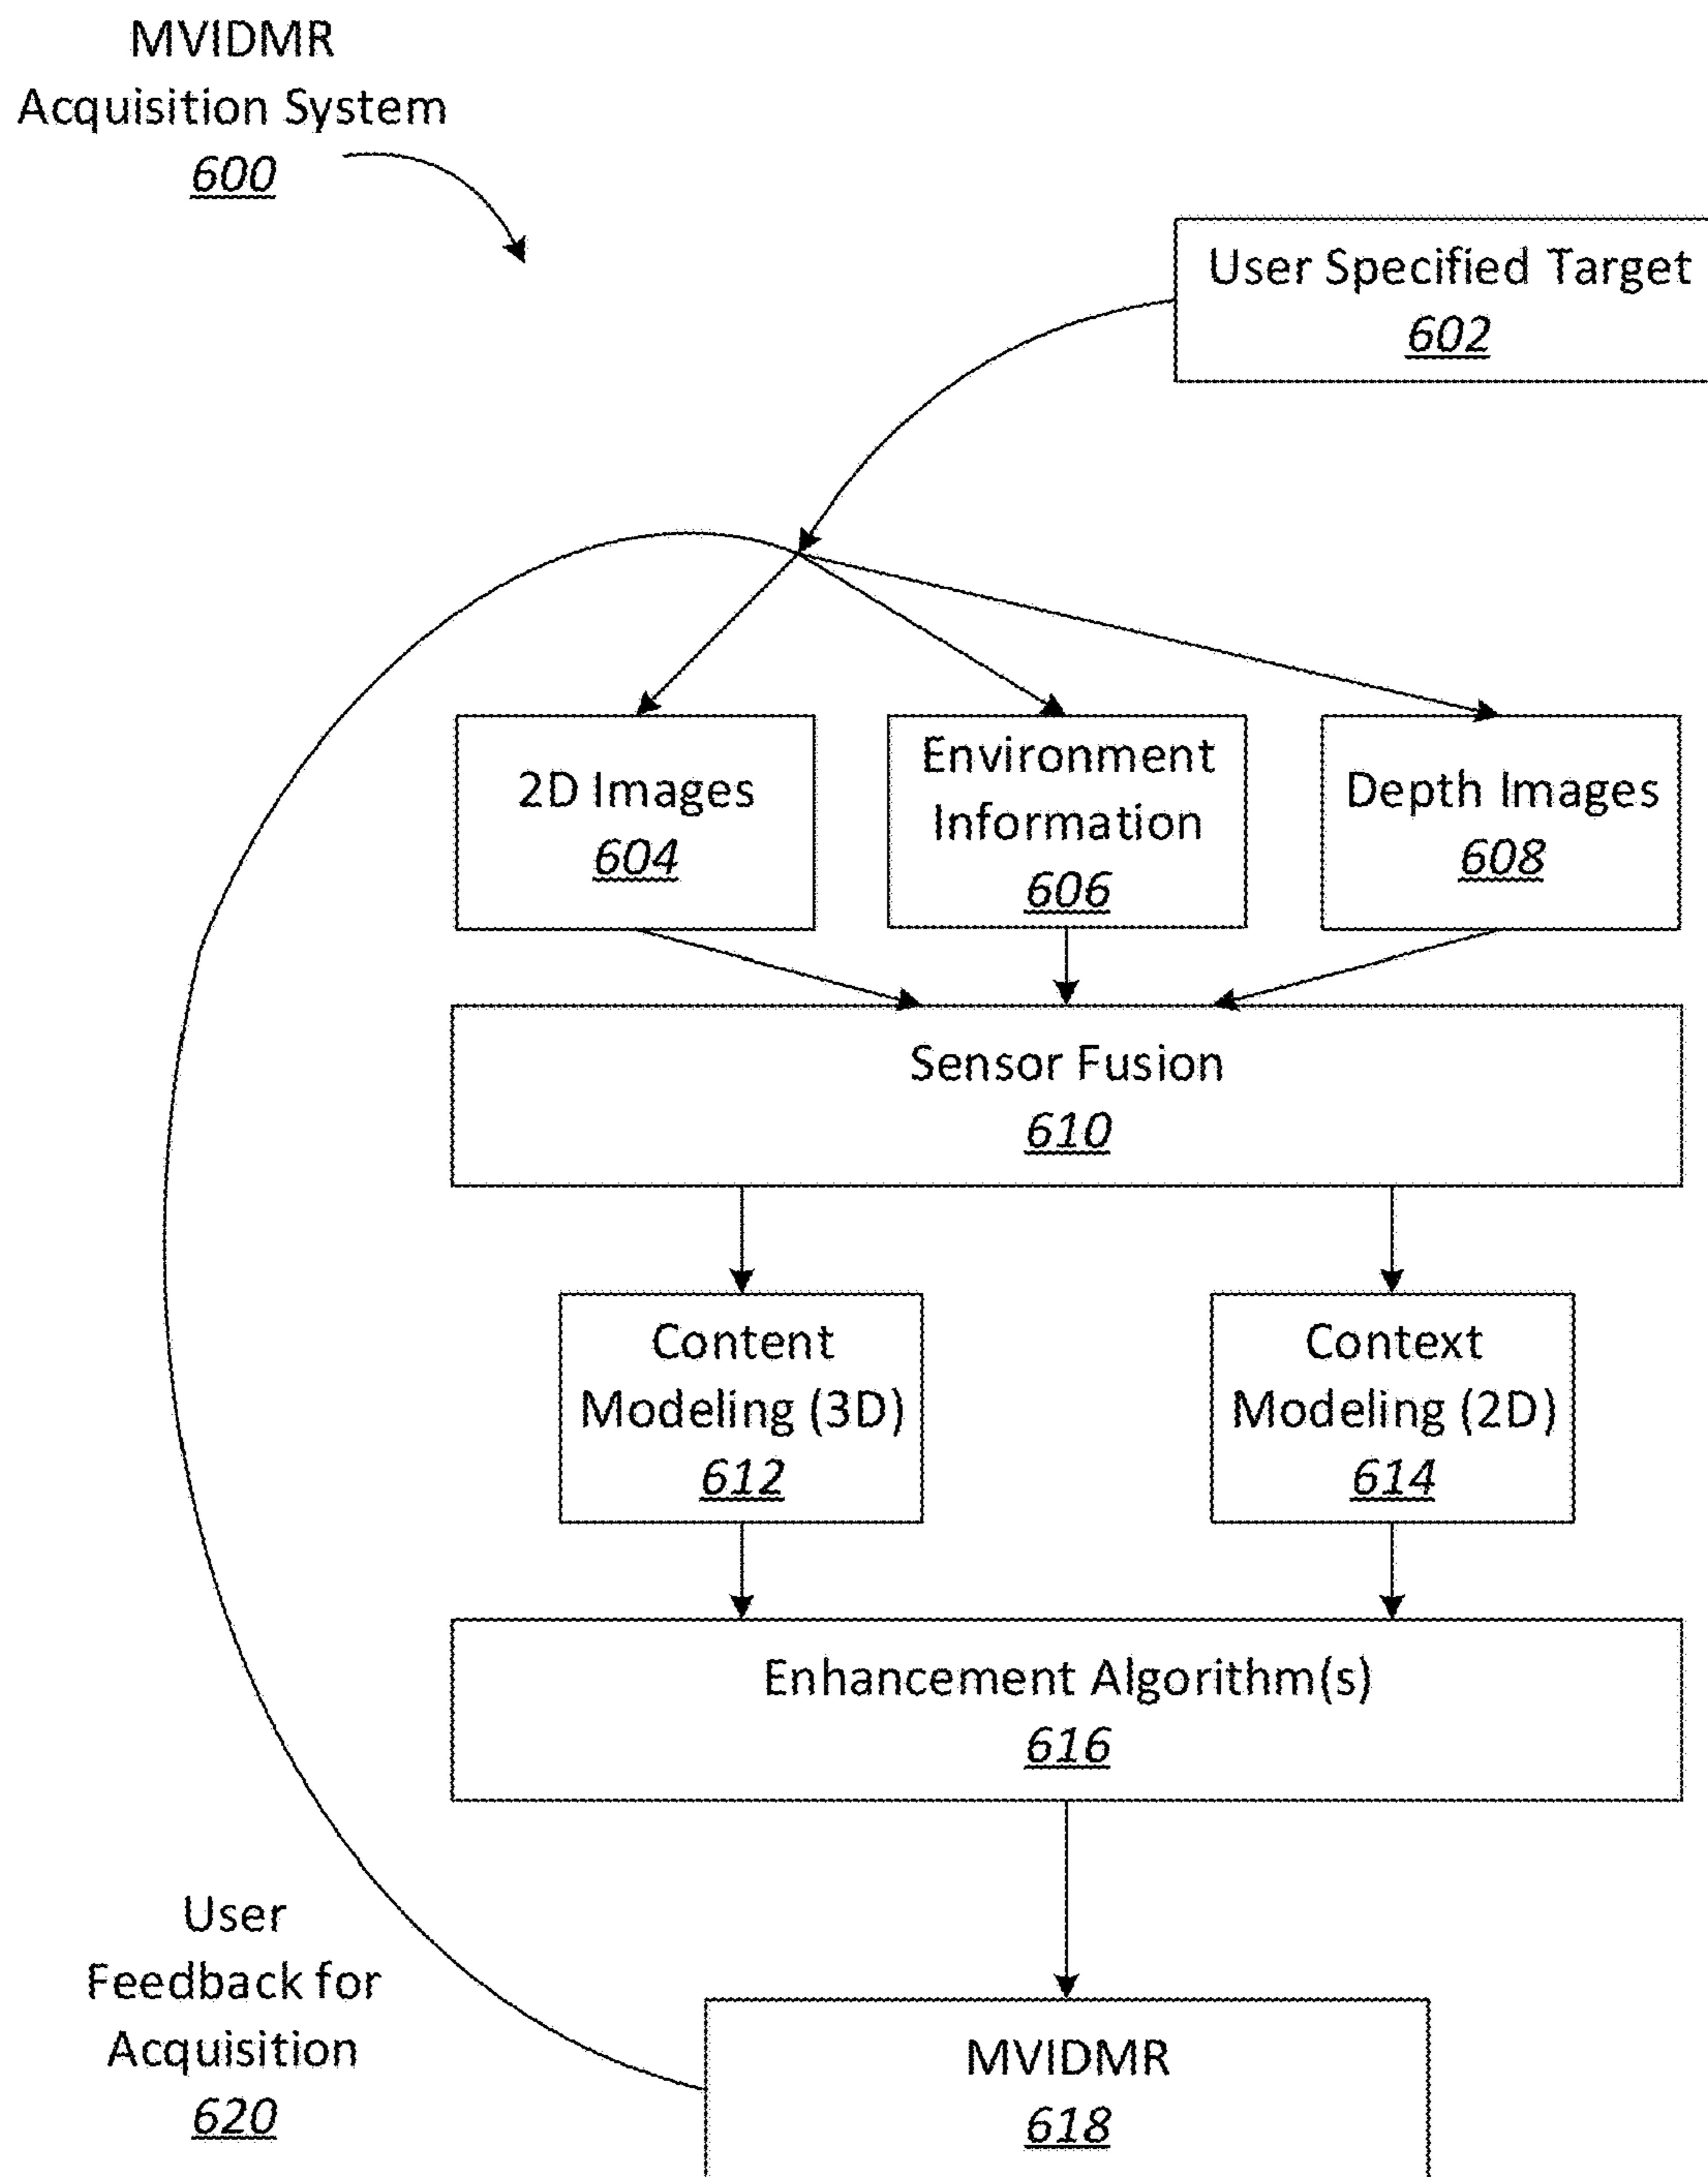 MVIDMR
Acquisition System
600
User Specified Target
602
2D Images
604
Environment
Information
606
Depth Images
608
Sensor Fusion
610
Content
Modeling (3D)
612
Context
Modeling (2D)
614
Enhancement Algorithm(s)
616
User
Feedback for
Acquisition
620
MVIDMR
618